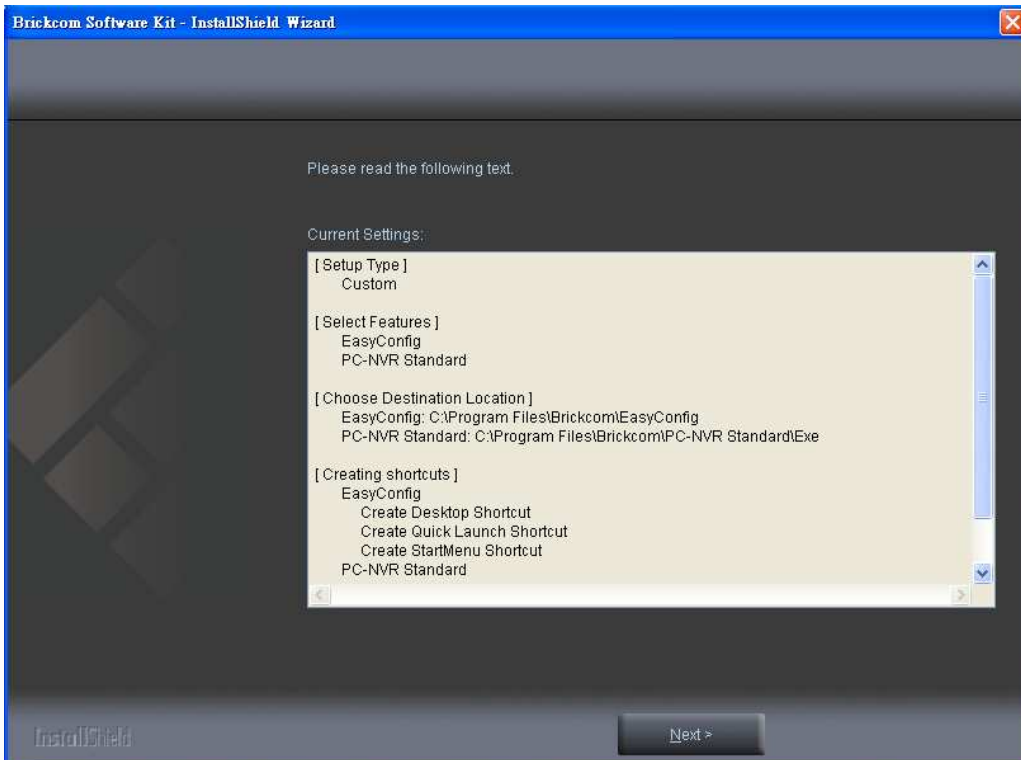 Brickcom Software Kit - InstallShield Wizard
Please read the following text.
Current Settings:
[ Setup Type ]
Custom
[ Select Features ]
EasyConfig
PC-NVR Standard
[ Choose Destination Location ]
EasyConfig: C:\Program Files\Brickcom\EasyConfig
PC-NVR Standard: C:\Program Files\Brickcom\PC-NVR Standard\Exe
[ Creating shortcuts ]
EasyConfig
Create Desktop Shortcut
Create Quick Launch Shortcut
Create StartMenu Shortcut
PC-NVR Standard
InstallShield
Next >